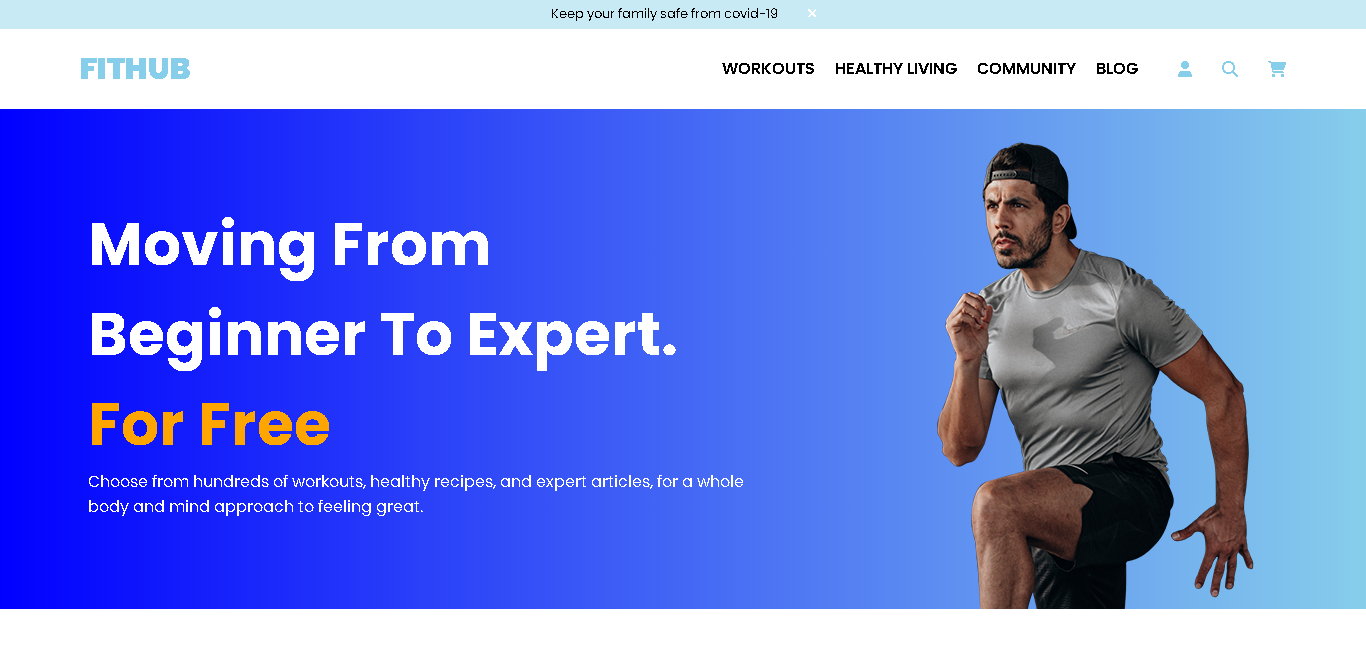 Keep your family safe from covid-19 ×
FITHUB
WORKOUTS HEALTHY LIVING COMMUNITY BLOG
Moving From
Beginner To Expert.
For Free
Choose from hundreds of workouts, healthy recipes, and expert articles, for a whole
body and mind approach to feeling great.